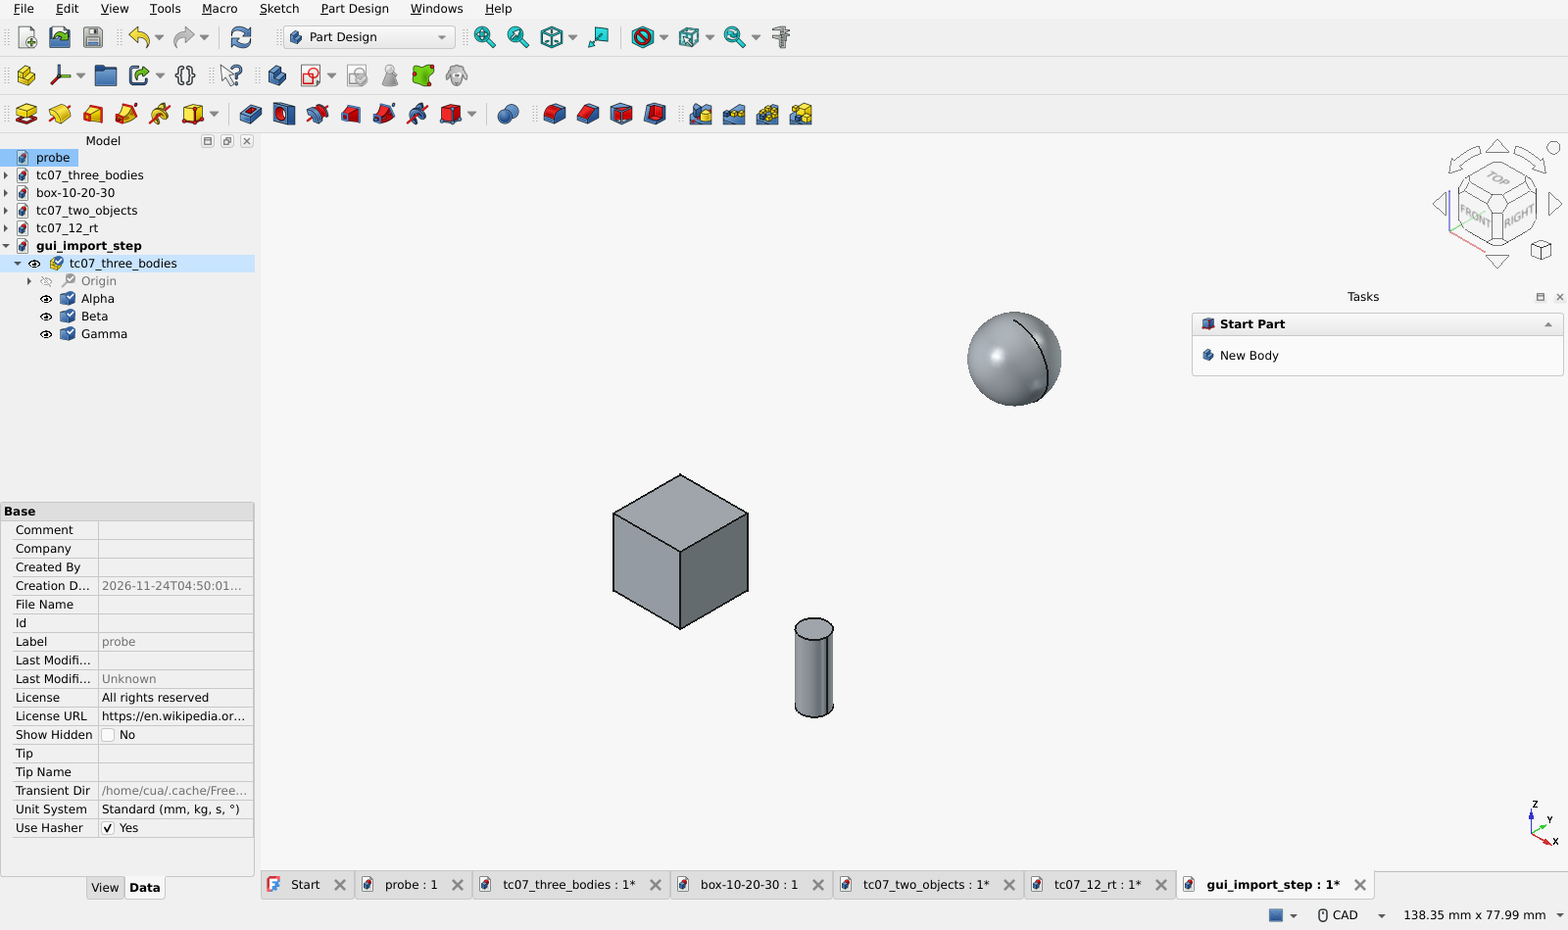 File Edit View Tools Macro Sketch Part Design Windows Help
Part Design
Model
probe
tc07_three_bodies
box-10-20-30
tc07_two_objects
tc07_12_rt
gui_import_step
tc07_three_bodies
Origin
Alpha
Beta
Gamma
TOP
FRONT RIGHT
Tasks
Start Part
New Body
Base
Comment
Company
Created By
Creation D... 2026-11-24T04:50:01...
File Name
Id
Label probe
Last Modifi...
Last Modifi... Unknown
License All rights reserved
License URL https://en.wikipedia.or...
Show Hidden No
Tip
Tip Name
Transient Dir /home/cua/.cache/Free...
Unit System Standard (mm, kg, s, °)
Use Hasher Yes
Z
Y
X
View Data
Start probe : 1 tc07_three_bodies : 1* box-10-20-30 : 1 tc07_two_objects : 1* tc07_12_rt : 1* gui_import_step : 1*
CAD 138.35 mm x 77.99 mm